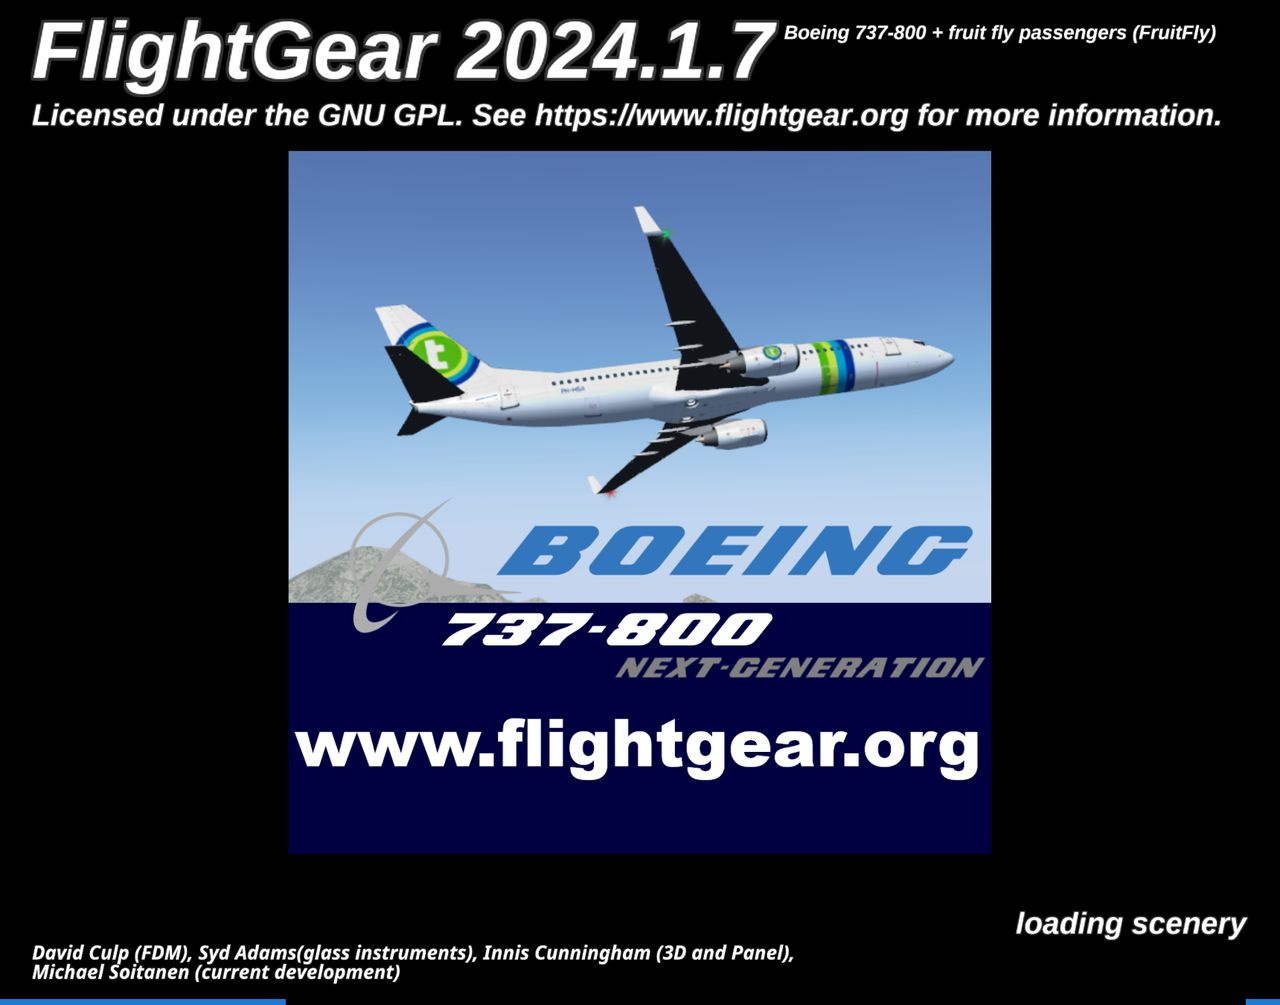 FlightGear 2024.1.7 Boeing 737-800 + fruit fly passengers (FruitFly)
Licensed under the GNU GPL. See https://www.flightgear.org for more information.
t
PH-HSA
BOEING
737-800
NEXT-GENERATION
www.flightgear.org
loading scenery
David Culp (FDM), Syd Adams(glass instruments), Innis Cunningham (3D and Panel),
Michael Soitanen (current development)